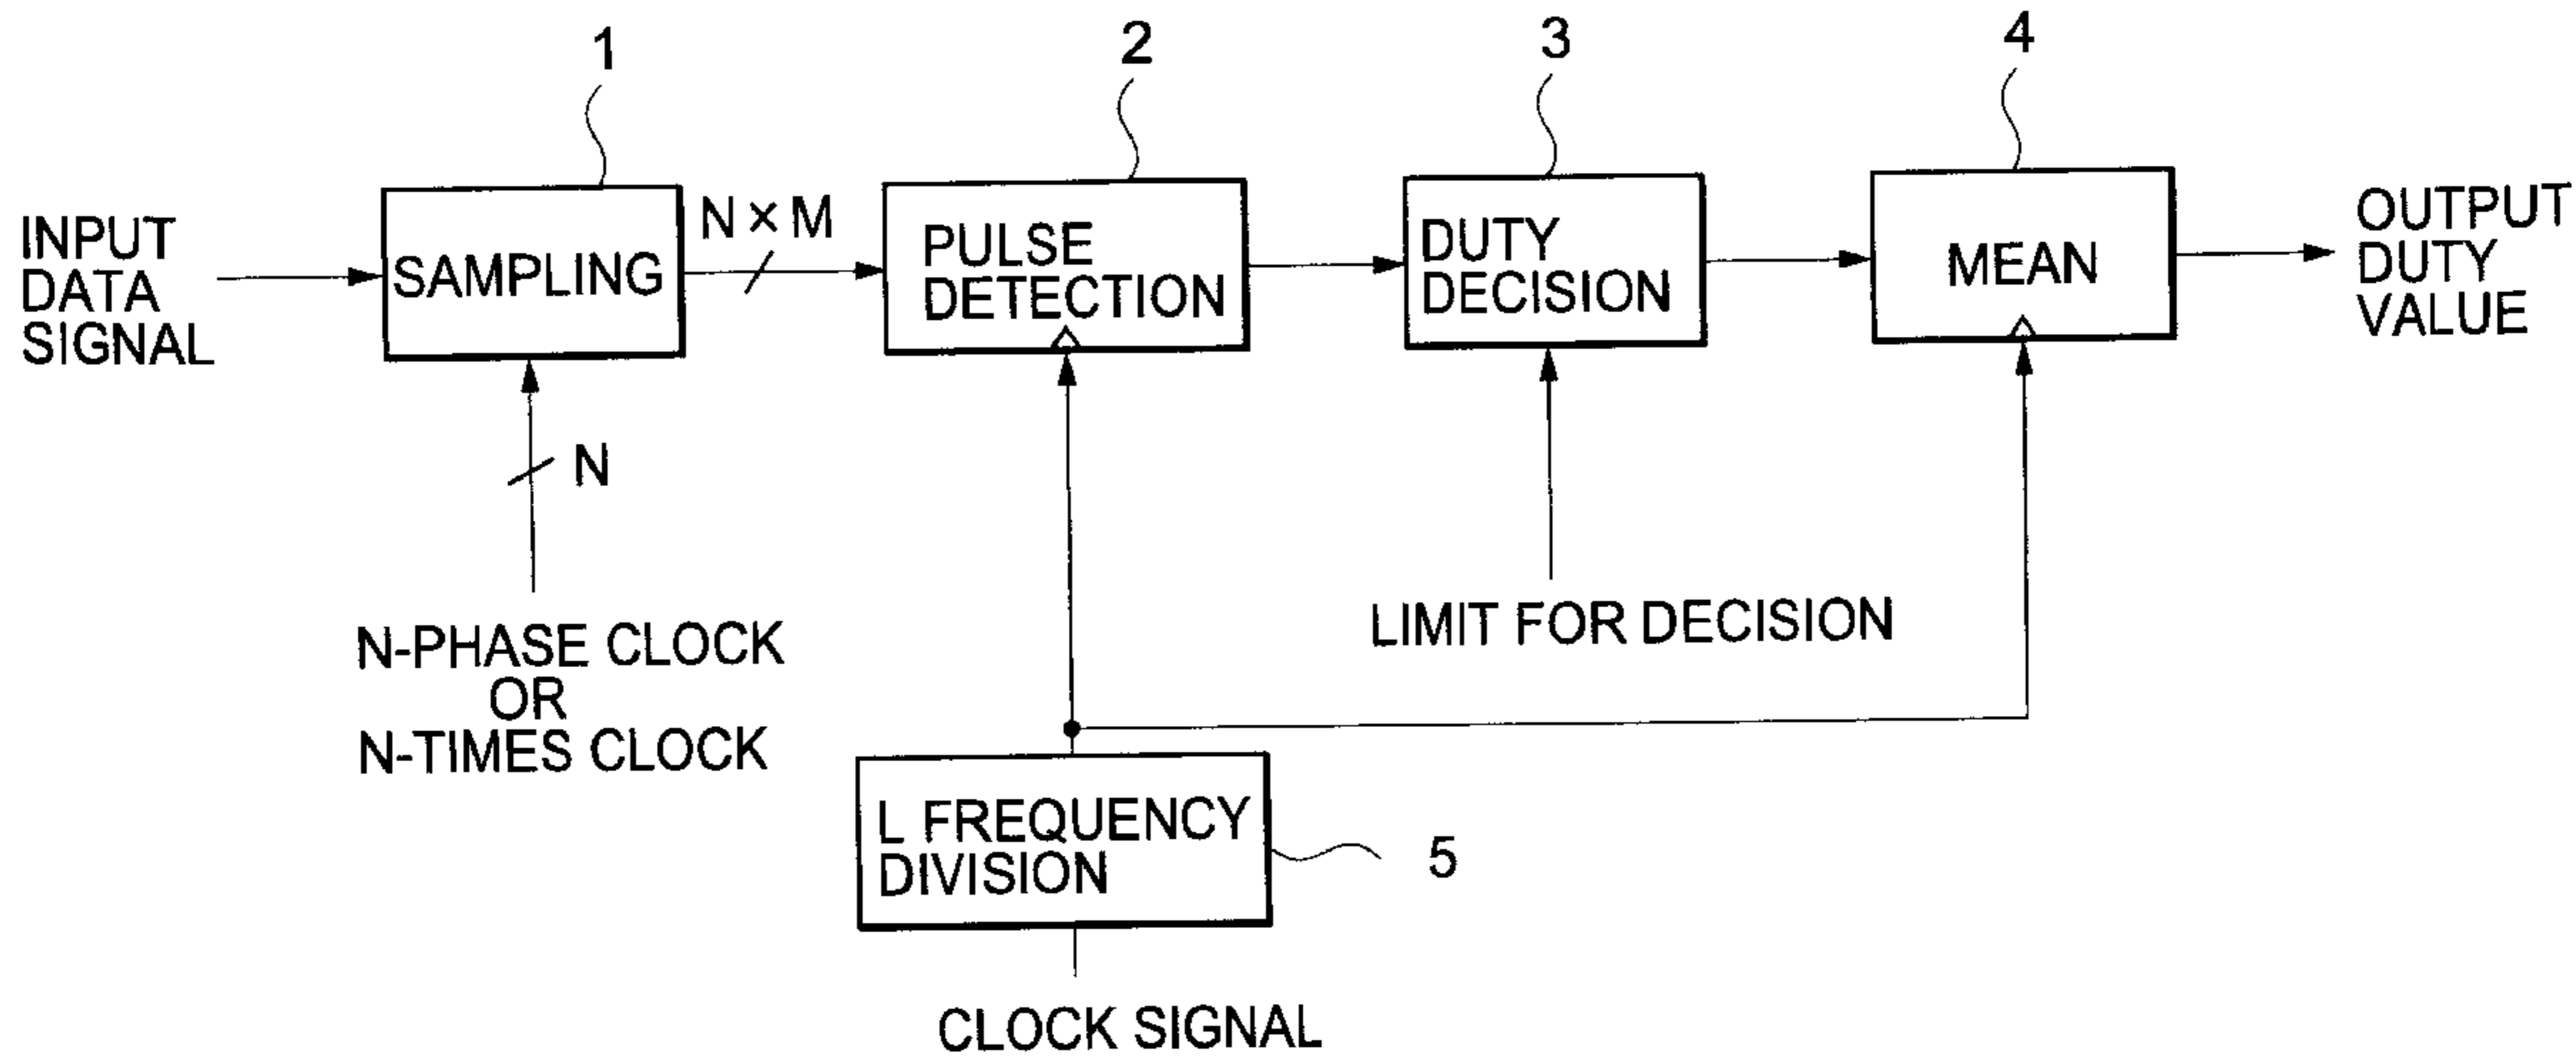 1
2
3
4
INPUT
DATA
SIGNAL
SAMPLING
N × M
PULSE
DETECTION
DUTY
DECISION
MEAN
OUTPUT
DUTY
VALUE
N
N-PHASE CLOCK
OR
N-TIMES CLOCK
LIMIT FOR DECISION
L FREQUENCY
DIVISION
5
CLOCK SIGNAL